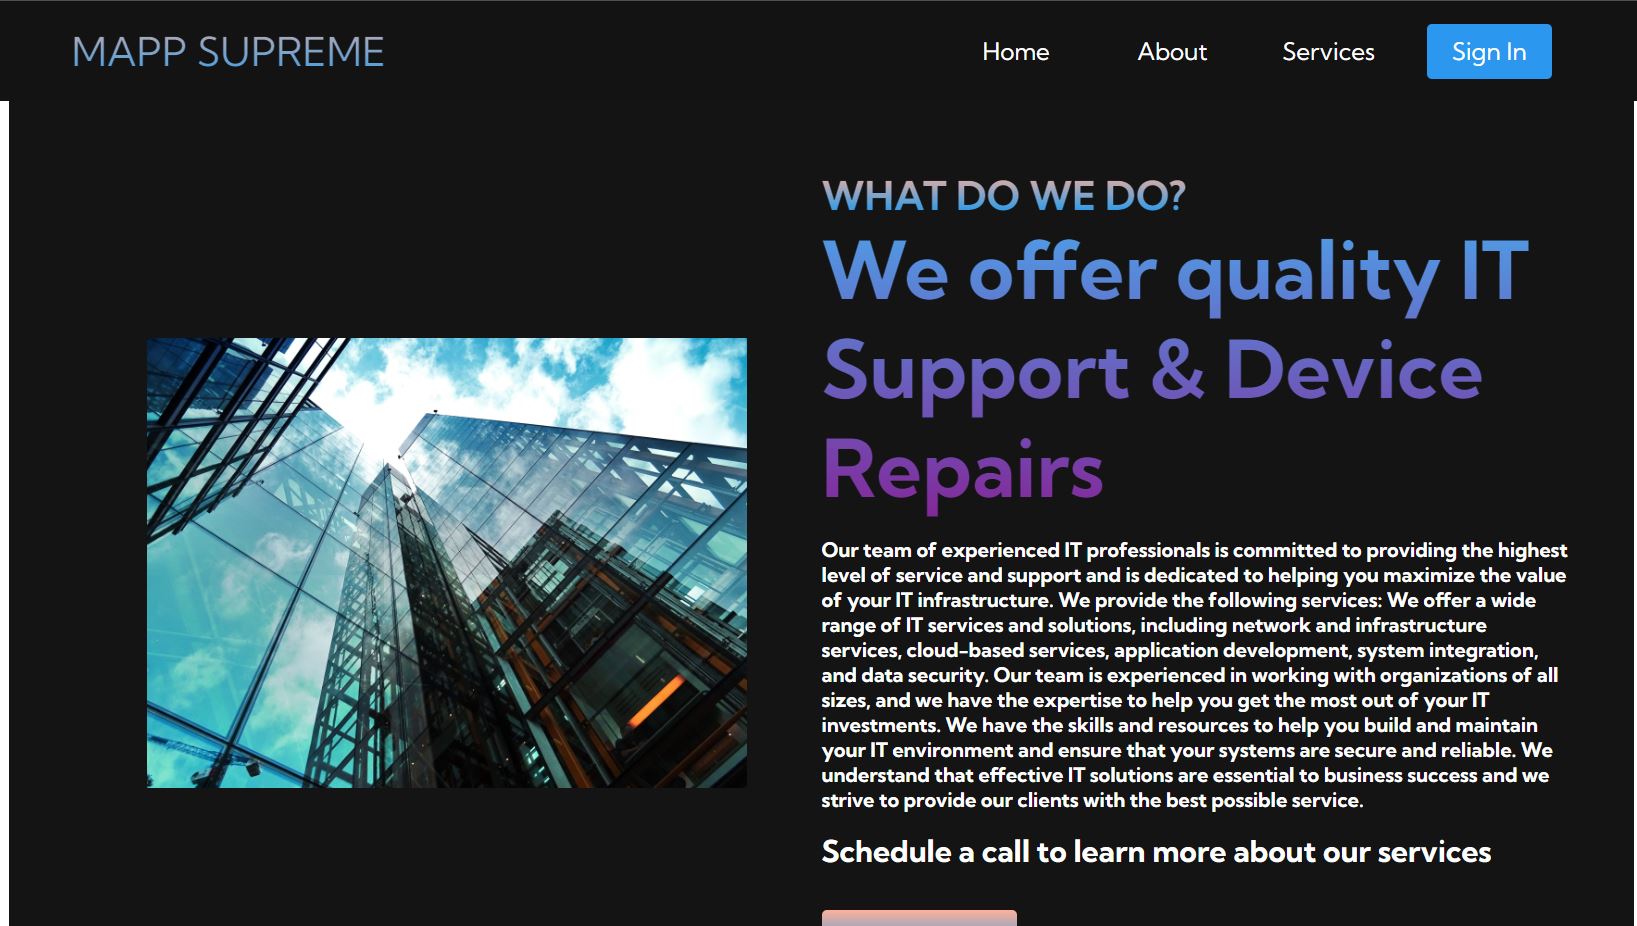 MAPP SUPREME
Home About Services Sign In
WHAT DO WE DO?
We offer quality IT
Support & Device
Repairs
Our team of experienced IT professionals is committed to providing the highest
level of service and support and is dedicated to helping you maximize the value
of your IT infrastructure. We provide the following services: We offer a wide
range of IT services and solutions, including network and infrastructure
services, cloud-based services, application development, system integration,
and data security. Our team is experienced in working with organizations of all
sizes, and we have the expertise to help you get the most out of your IT
investments. We have the skills and resources to help you build and maintain
your IT environment and ensure that your systems are secure and reliable. We
understand that effective IT solutions are essential to business success and we
strive to provide our clients with the best possible service.
Schedule a call to learn more about our services